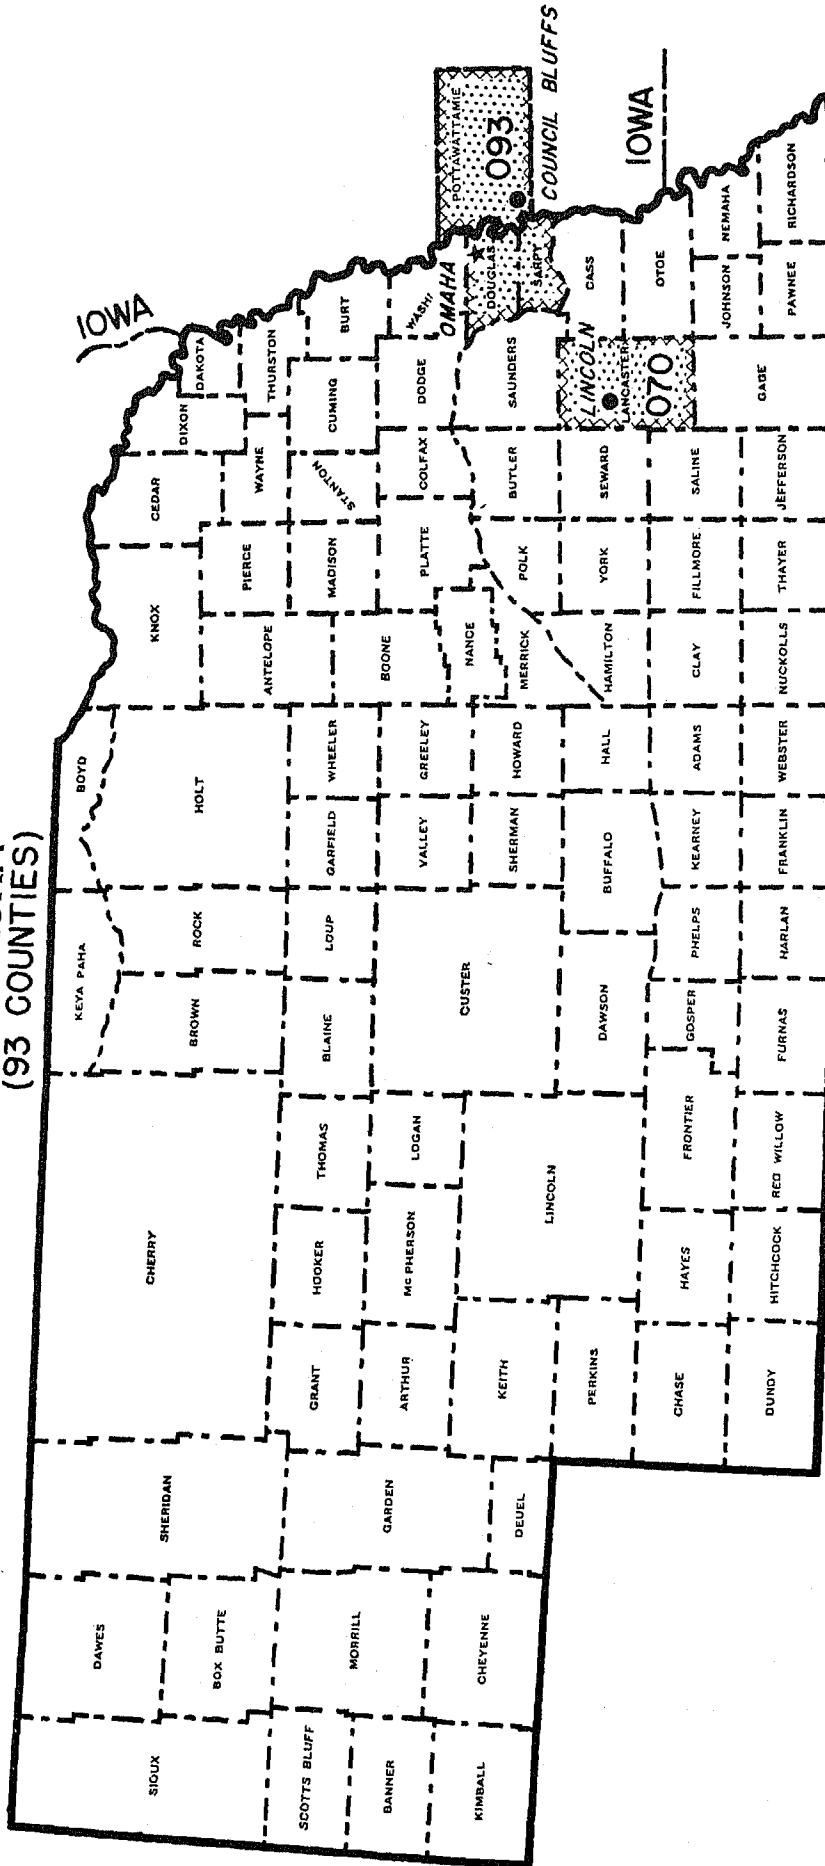 (93 COUNTIES)
IOWA
KEYA PAHA
BOYD
KNOX
CEDAR
DIXON
DAKOTA
SIOUX
DAWES
SHERIDAN
CHERRY
BROWN
ROCK
HOLT
ANTELOPE
PIERCE
WAYNE
THURSTON
BOX BUTTE
SCOTTS BLUFF
BANNER
KIMBALL
MORRILL
CHEYENNE
GARDEN
DEUEL
GRANT
HOOKER
THOMAS
BLAINE
LOUP
GARFIELD
WHEELER
BOONE
MADISON
STANTON
CUMING
BURT
ARTHUR
McPHERSON
LOGAN
CUSTER
VALLEY
GREELEY
NANCE
PLATTE
COLFAX
DODGE
WASHI
OMAHA
POTTAWATTAMIE
093
COUNCIL BLUFFS
KEITH
LINCOLN
SHERMAN
HOWARD
MERRICK
POLK
BUTLER
SAUNDERS
DOUGLAS
SARPY
PERKINS
DAWSON
BUFFALO
HALL
HAMILTON
YORK
SEWARD
LINCOLN
LANCASTER
070
CASS
OTOE
IOWA
CHASE
HAYES
FRONTIER
GOSPER
PHELPS
KEARNEY
ADAMS
CLAY
FILLMORE
SALINE
GAGE
JOHNSON
NEMAHA
DUNDY
HITCHCOCK
RED WILLOW
FURNAS
HARLAN
FRANKLIN
WEBSTER
NUCKOLLS
THAYER
JEFFERSON
PAWNEE
RICHARDSON